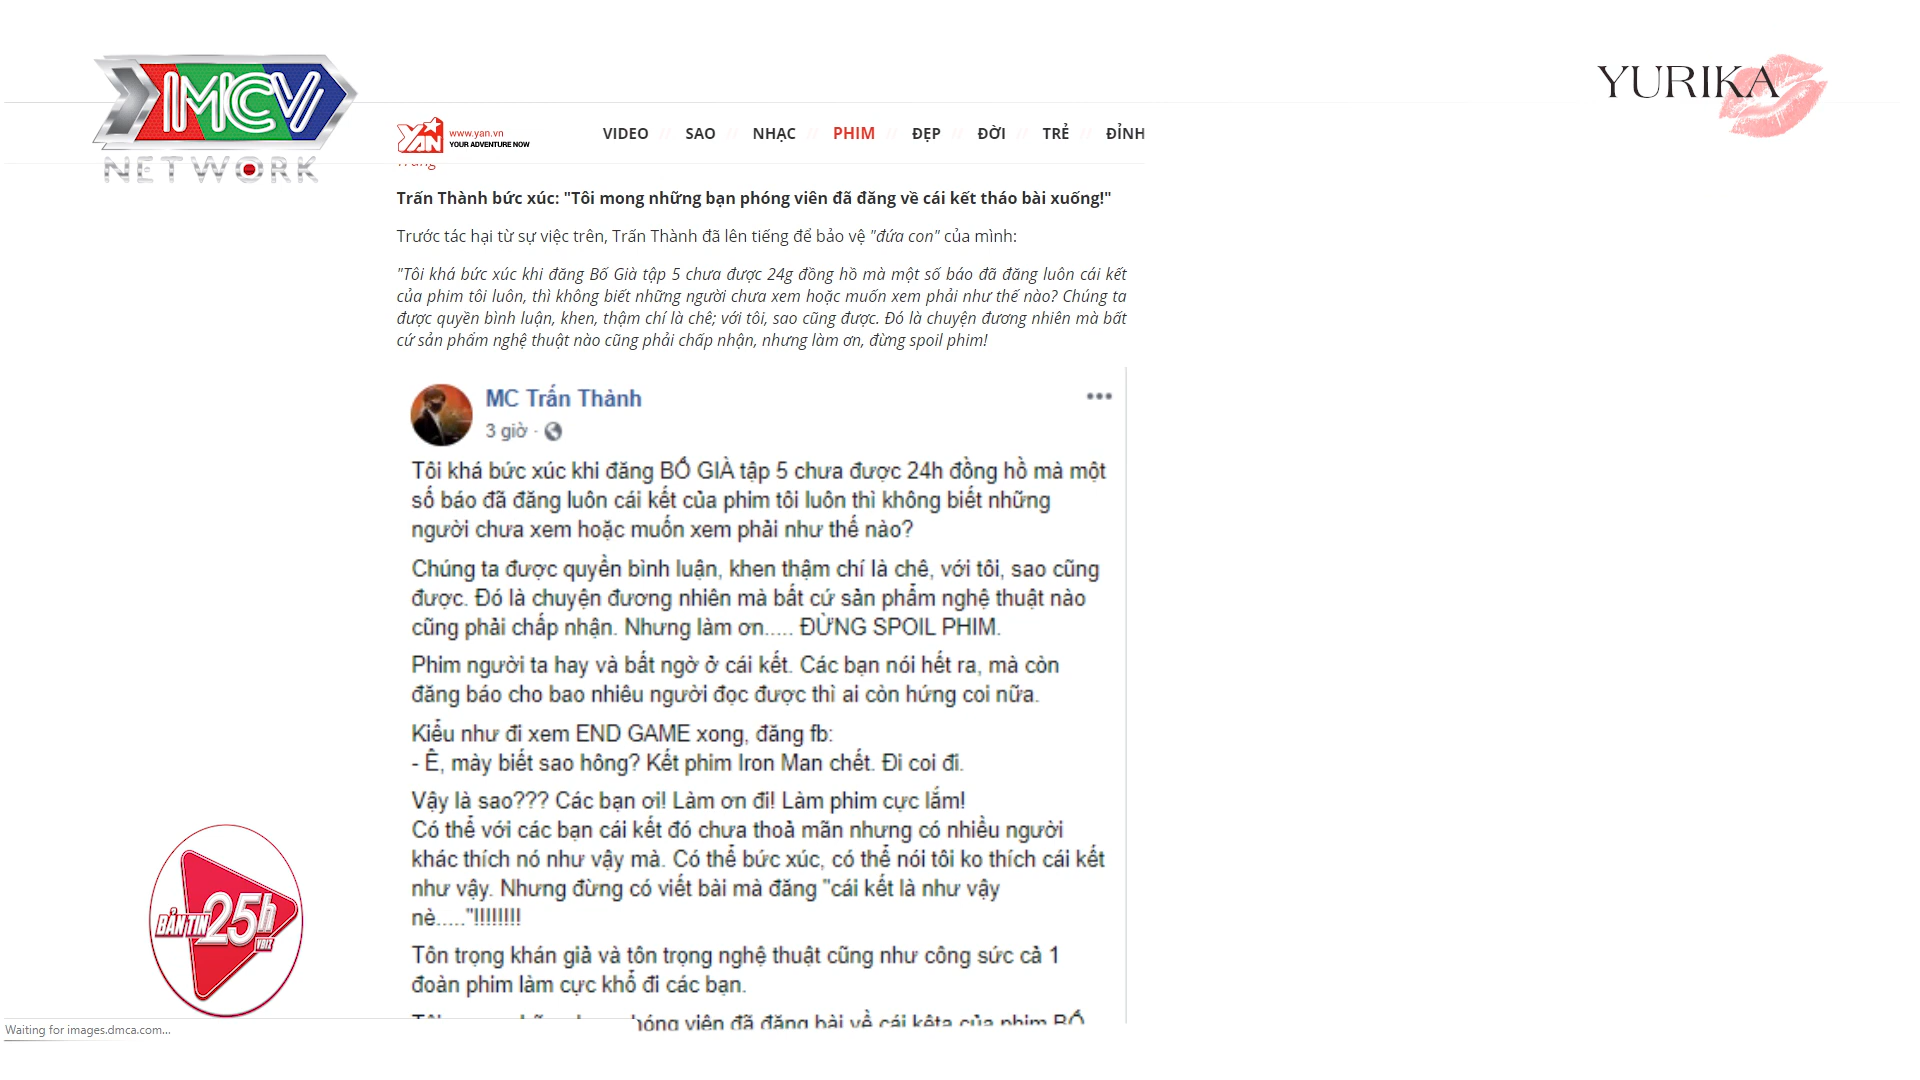 MCV
NETWORK
YURIKA
YAN
www.yan.vn
YOUR ADVENTURE NOW
VIDEO // SAO // NHẠC // PHIM // ĐẸP // ĐỜI // TRẺ // ĐỈNH
Trang
Trấn Thành bức xúc: "Tôi mong những bạn phóng viên đã đăng về cái kết tháo bài xuống!"
Trước tác hại từ sự việc trên, Trấn Thành đã lên tiếng để bảo vệ "đứa con" của mình:
"Tôi khá bức xúc khi đăng Bố Già tập 5 chưa được 24g đồng hồ mà một số báo đã đăng luôn cái kết
của phim tôi luôn, thì không biết những người chưa xem hoặc muốn xem phải như thế nào? Chúng ta
được quyền bình luận, khen, thậm chí là chê; với tôi, sao cũng được. Đó là chuyện đương nhiên mà bất
cứ sản phẩm nghệ thuật nào cũng phải chấp nhận, nhưng làm ơn, đừng spoil phim!
MC Trấn Thành
3 giờ ·
Tôi khá bức xúc khi đăng BỐ GIÀ tập 5 chưa được 24h đồng hồ mà một
số báo đã đăng luôn cái kết của phim tôi luôn thì không biết những
người chưa xem hoặc muốn xem phải như thế nào?
Chúng ta được quyền bình luận, khen thậm chí là chê, với tôi, sao cũng
được. Đó là chuyện đương nhiên mà bất cứ sản phẩm nghệ thuật nào
cũng phải chấp nhận. Nhưng làm ơn..... ĐỪNG SPOIL PHIM.
Phim người ta hay và bất ngờ ở cái kết. Các bạn nói hết ra, mà còn
đăng báo cho bao nhiêu người đọc được thì ai còn hứng coi nữa.
Kiểu như đi xem END GAME xong, đăng fb:
- Ê, mày biết sao hông? Kết phim Iron Man chết. Đi coi đi.
Vậy là sao??? Các bạn ơi! Làm ơn đi! Làm phim cực lắm!
Có thể với các bạn cái kết đó chưa thoả mãn nhưng có nhiều người
khác thích nó như vậy mà. Có thể bức xúc, có thể nói tôi ko thích cái kết
như vậy. Nhưng đừng có viết bài mà đăng "cái kết là như vậy
nè....."!!!!!!!!
Tôn trọng khán giả và tôn trọng nghệ thuật cũng như công sức cả 1
đoàn phim làm cực khổ đi các bạn.
phóng viên đã đăng bài về cái kêta của phim BỐ
BẢN TIN 25h
Waiting for images.dmca.com...